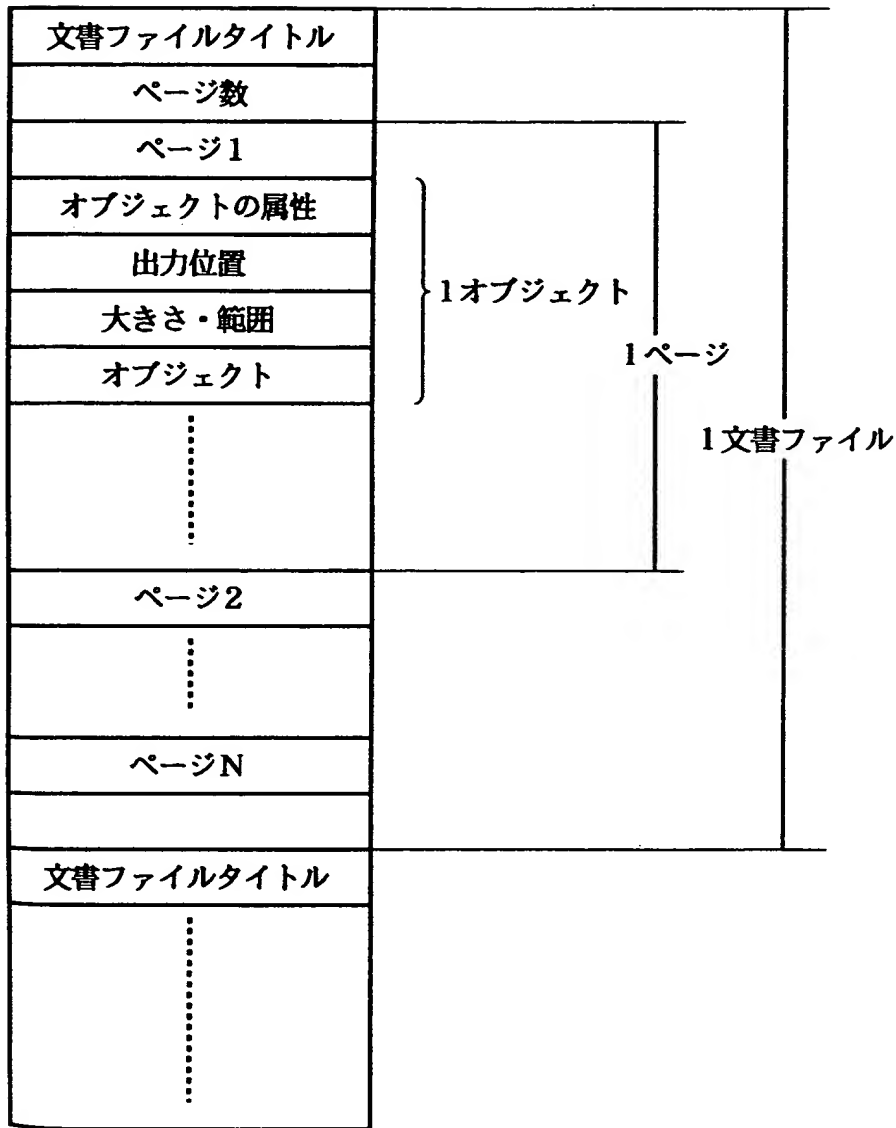 文書ファイルタイトル
ページ数
ページ1
オブジェクトの属性
出力位置
大きさ・範囲
オブジェクト
1オブジェクト
1ページ
1文書ファイル
ページ2
ページN
文書ファイルタイトル